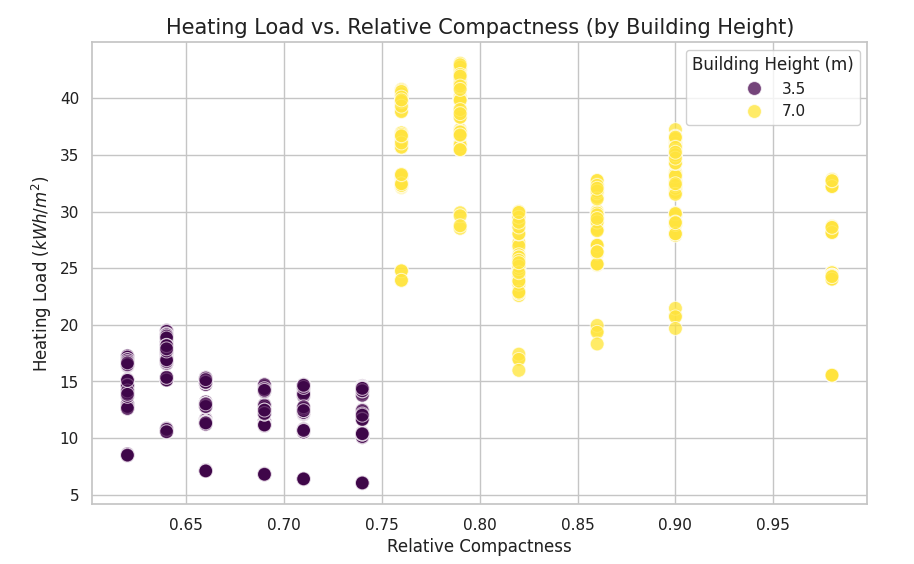 Heating Load vs. Relative Compactness (by Building Height)
Building Height (m)
3.5
7.0
Heating Load (kWh/m²)
40
35
30
25
20
15
10
5
0.65 0.70 0.75 0.80 0.85 0.90 0.95
Relative Compactness